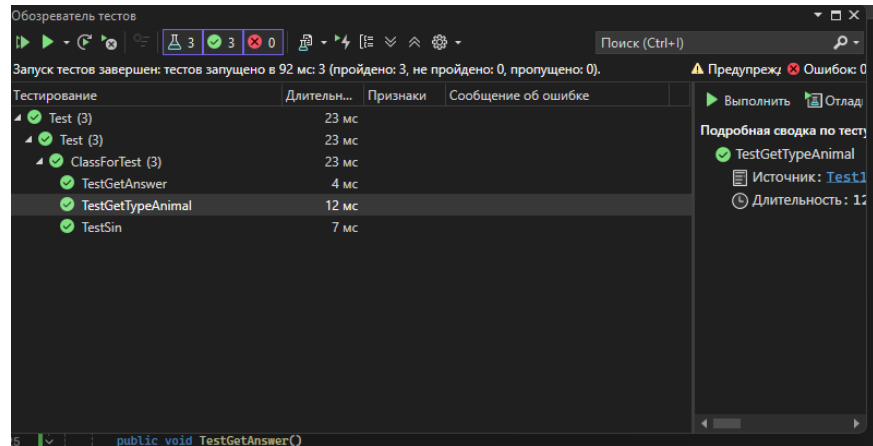 Обозреватель тестов
3 3 0 Поиск (Ctrl+I)
Запуск тестов завершен: тестов запущено в 92 мс: 3 (пройдено: 3, не пройдено: 0, пропущено: 0). Предупреж Ошибок: 0
Тестирование Длительн... Признаки Сообщение об ошибке
Test (3) 23 мс
Test (3) 23 мс
ClassForTest (3) 23 мс
TestGetAnswer 4 мс
TestGetTypeAnimal 12 мс
TestSin 7 мс
Выполнить Отлад
Подробная сводка по тесту
TestGetTypeAnimal
Источник: Test1
Длительность: 12
public void TestGetAnswer()